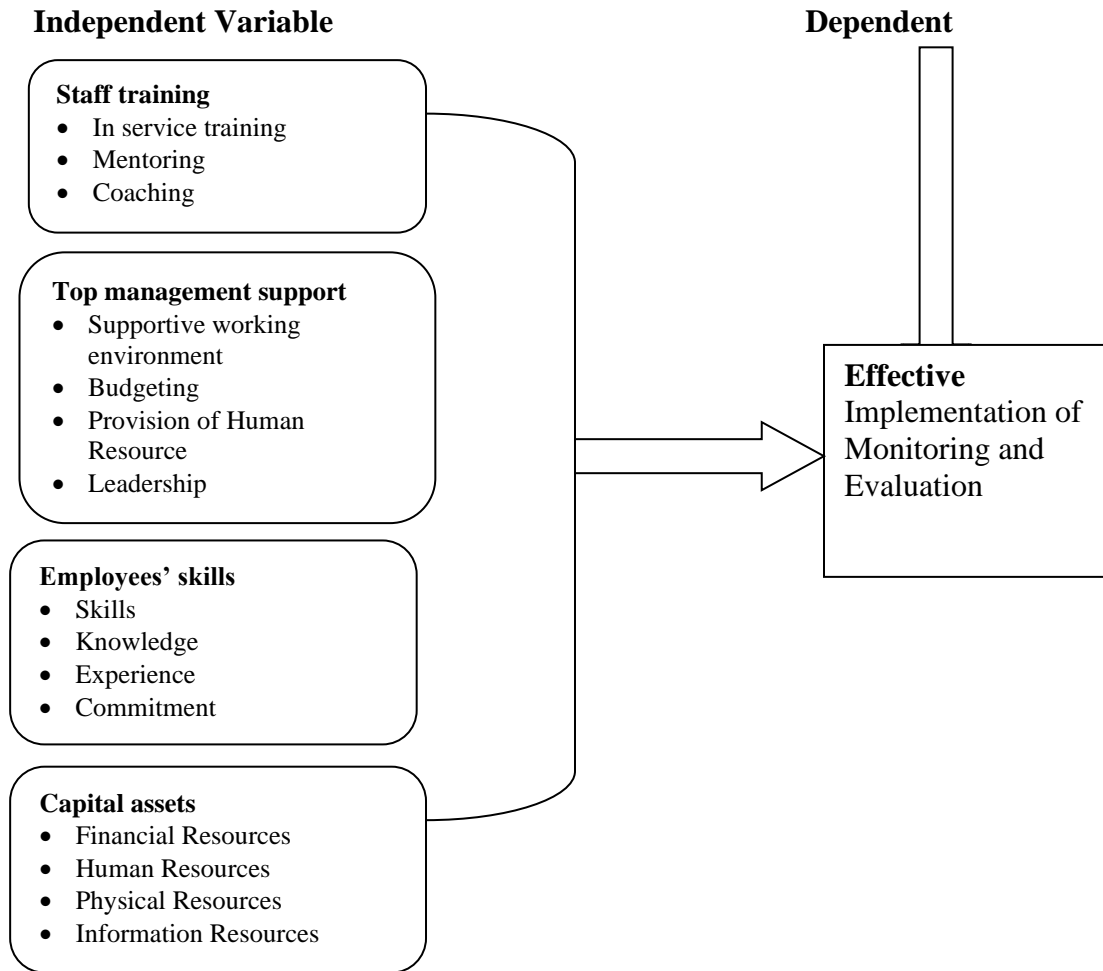 Independent Variable
Dependent
Staff training
• In service training
• Mentoring
• Coaching
Top management support
• Supportive working
environment
• Budgeting
• Provision of Human
Resource
• Leadership
Employees’ skills
• Skills
• Knowledge
• Experience
• Commitment
Capital assets
• Financial Resources
• Human Resources
• Physical Resources
• Information Resources
Effective
Implementation of
Monitoring and
Evaluation